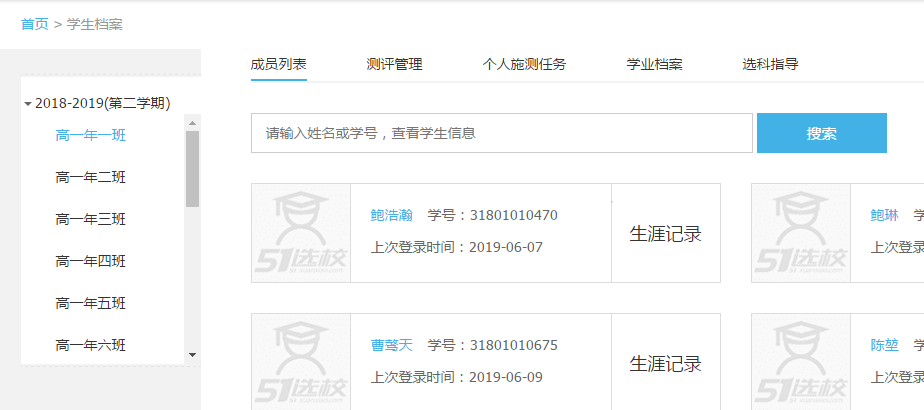 首页 > 学生档案
2018-2019(第二学期)
高一年一班
高一年二班
高一年三班
高一年四班
高一年五班
高一年六班
成员列表 测评管理 个人施测任务 学业档案 选科指导
请输入姓名或学号，查看学生信息 搜索
51选校
鲍浩瀚 学号：31801010470
上次登录时间：2019-06-07
生涯记录
51选校
鲍琳 学
上次登录
51选校
曹骜天 学号：31801010675
上次登录时间：2019-06-09
生涯记录
51选校
陈堃 学
上次登录